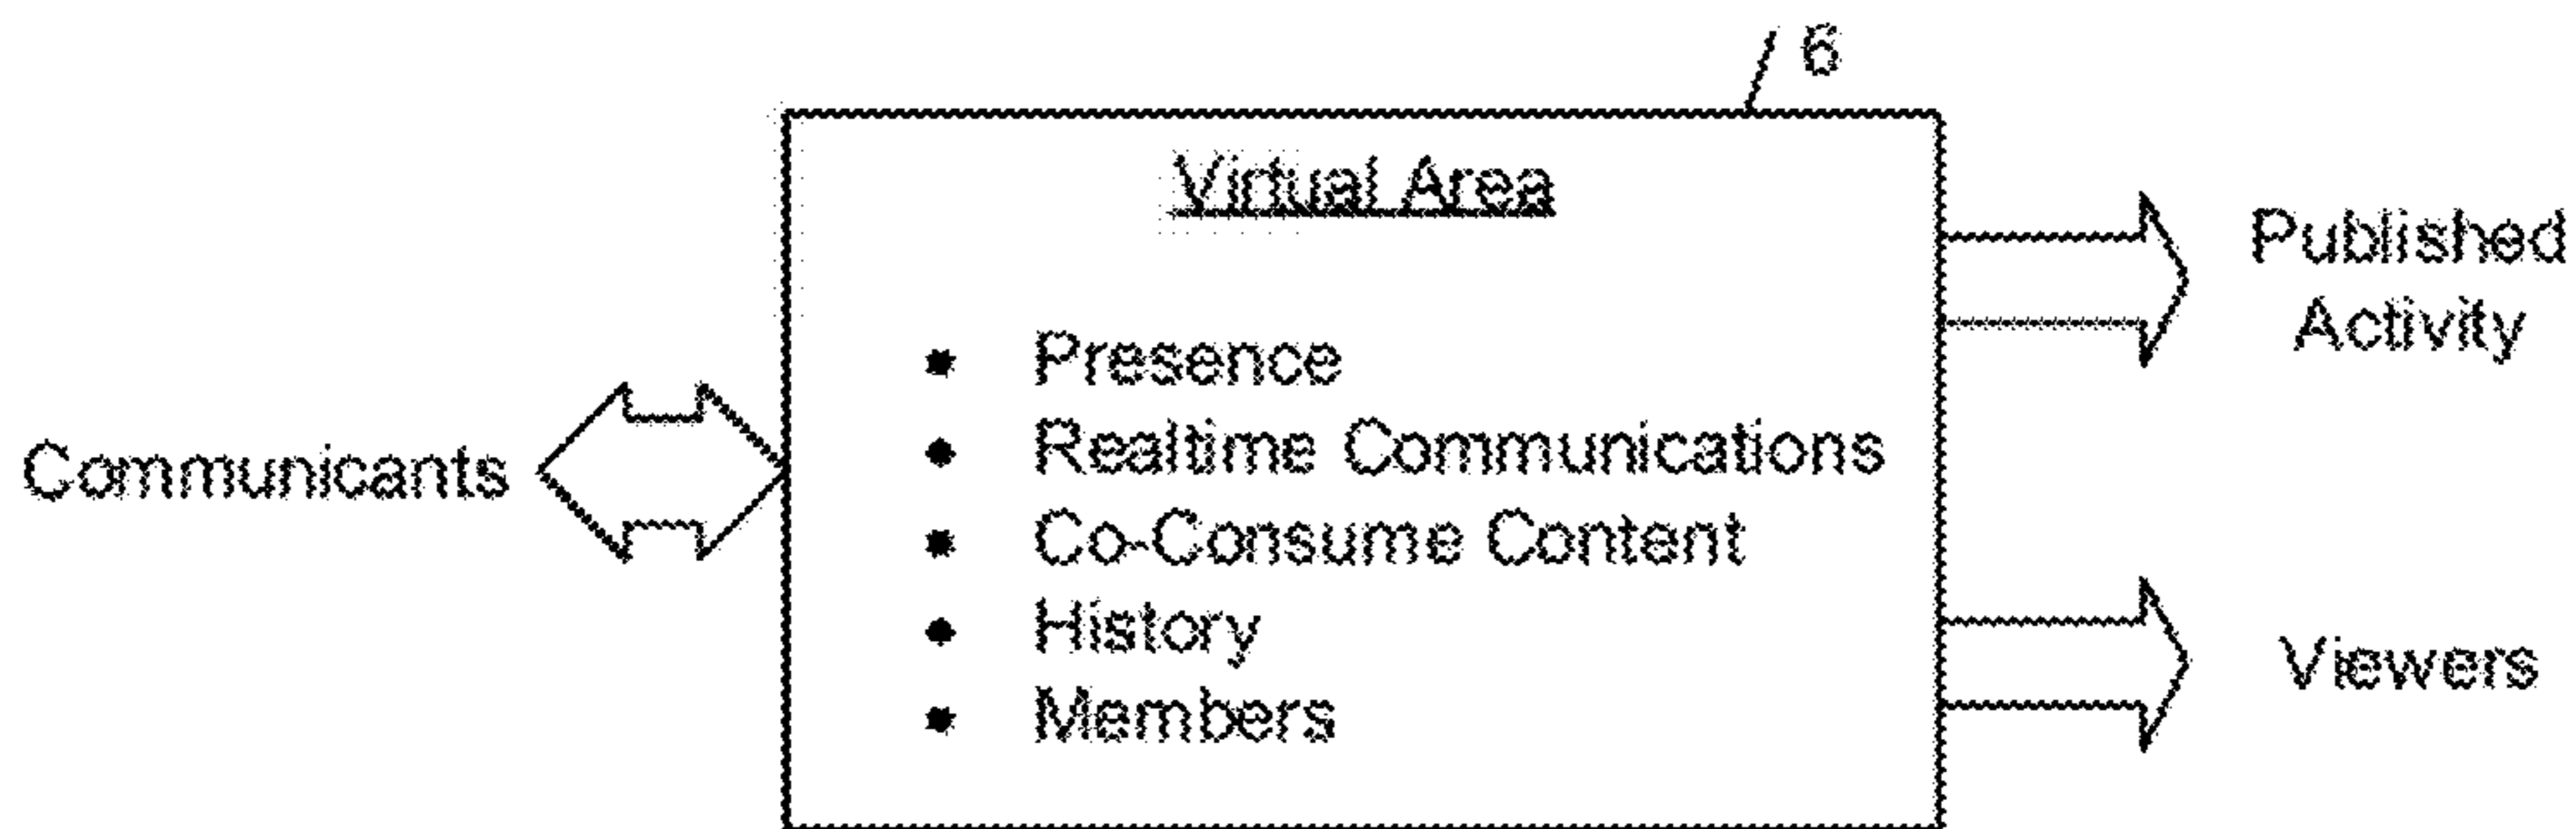 6
Virtual Area
Communicants
• Presence
• Realtime Communications
• Co-Consume Content
• History
• Members
Published
Activity
Viewers